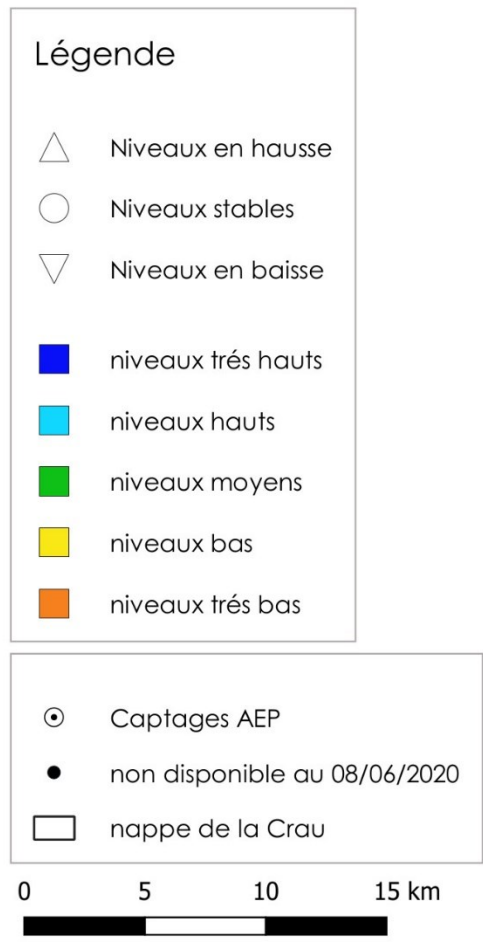 Légende
Niveaux en hausse
Niveaux stables
Niveaux en baisse
niveaux trés hauts
niveaux hauts
niveaux moyens
niveaux bas
niveaux trés bas
Captages AEP
non disponible au 08/06/2020
nappe de la Crau
0 5 10 15 km